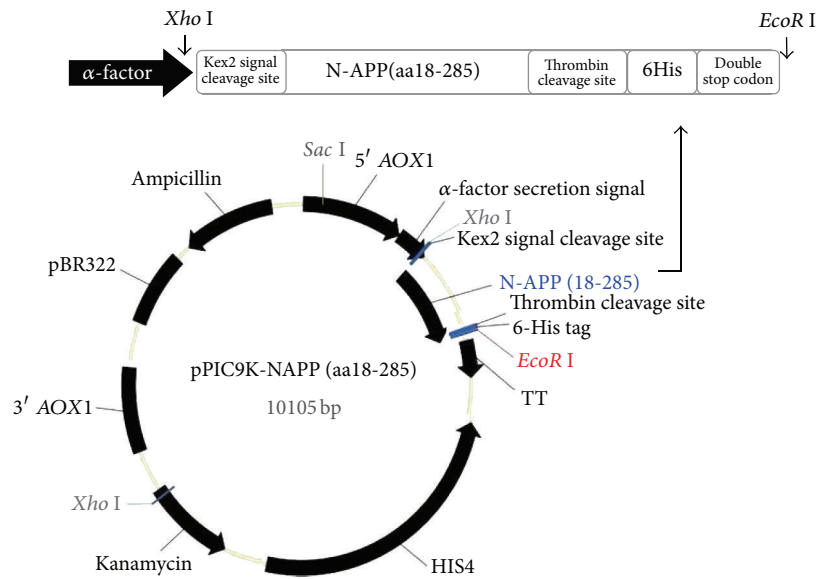 Xho I
EcoR I
α-factor
Kex2 signal
cleavage site
N-APP(aa18-285)
Thrombin
cleavage site
6His
Double
stop codon
Sac I
5′ AOX1
Ampicillin
α-factor secretion signal
Xho I
Kex2 signal cleavage site
pBR322
N-APP (18-285)
Thrombin cleavage site
6-His tag
EcoR I
pPIC9K-NAPP (aa18-285)
10105 bp
TT
3′ AOX1
Xho I
Kanamycin
HIS4